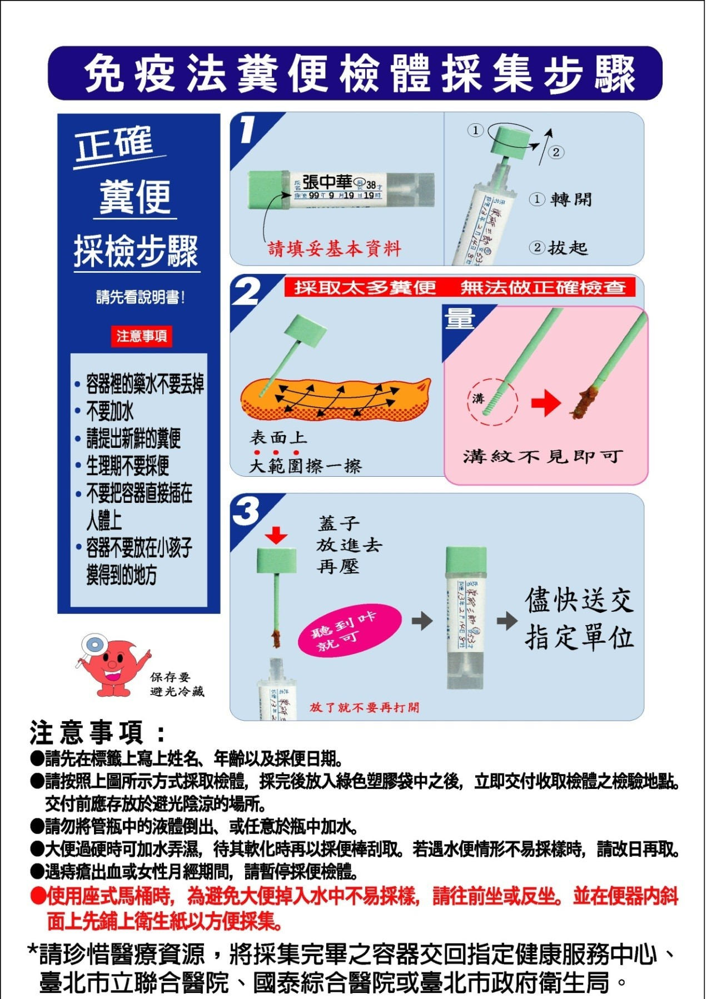 免疫法糞便檢體採集步驟
正確
糞便
採檢步驟
請先看說明書!
注意事項
• 容器裡的藥水不要丟掉
• 不要加水
• 請提出新鮮的糞便
• 生理期不要採便
• 不要把容器直接插在
人體上
• 容器不要放在小孩子
摸得到的地方
保存要
避光冷藏
1
氏名 張中華 男 女 38才
採便 99年9月19日19時
請填妥基本資料
①
②
① 轉開
② 拔起
2
採取太多糞便 無法做正確檢查
表面上
大範圍擦一擦
量
溝
溝紋不見即可
3
蓋子
放進去
再壓
聽到咔
就可
放了就不要再打開
儘快送交
指定單位
注意事項：
●請先在標籤上寫上姓名、年齡以及採便日期。
●請按照上圖所示方式採取檢體，採完後放入綠色塑膠袋中之後，立即交付收取檢體之檢驗地點。
交付前應存放於避光陰涼的場所。
●請勿將管瓶中的液體倒出、或任意於瓶中加水。
●大便過硬時可加水弄濕，待其軟化時再以採便棒刮取。若遇水便情形不易採樣時，請改日再取。
●遇痔瘡出血或女性月經期間，請暫停採便檢體。
●使用座式馬桶時，為避免大便掉入水中不易採樣，請往前坐或反坐。並在便器內斜
面上先鋪上衛生紙以方便採集。
*請珍惜醫療資源，將採集完畢之容器交回指定健康服務中心、
臺北市立聯合醫院、國泰綜合醫院或臺北市政府衛生局。